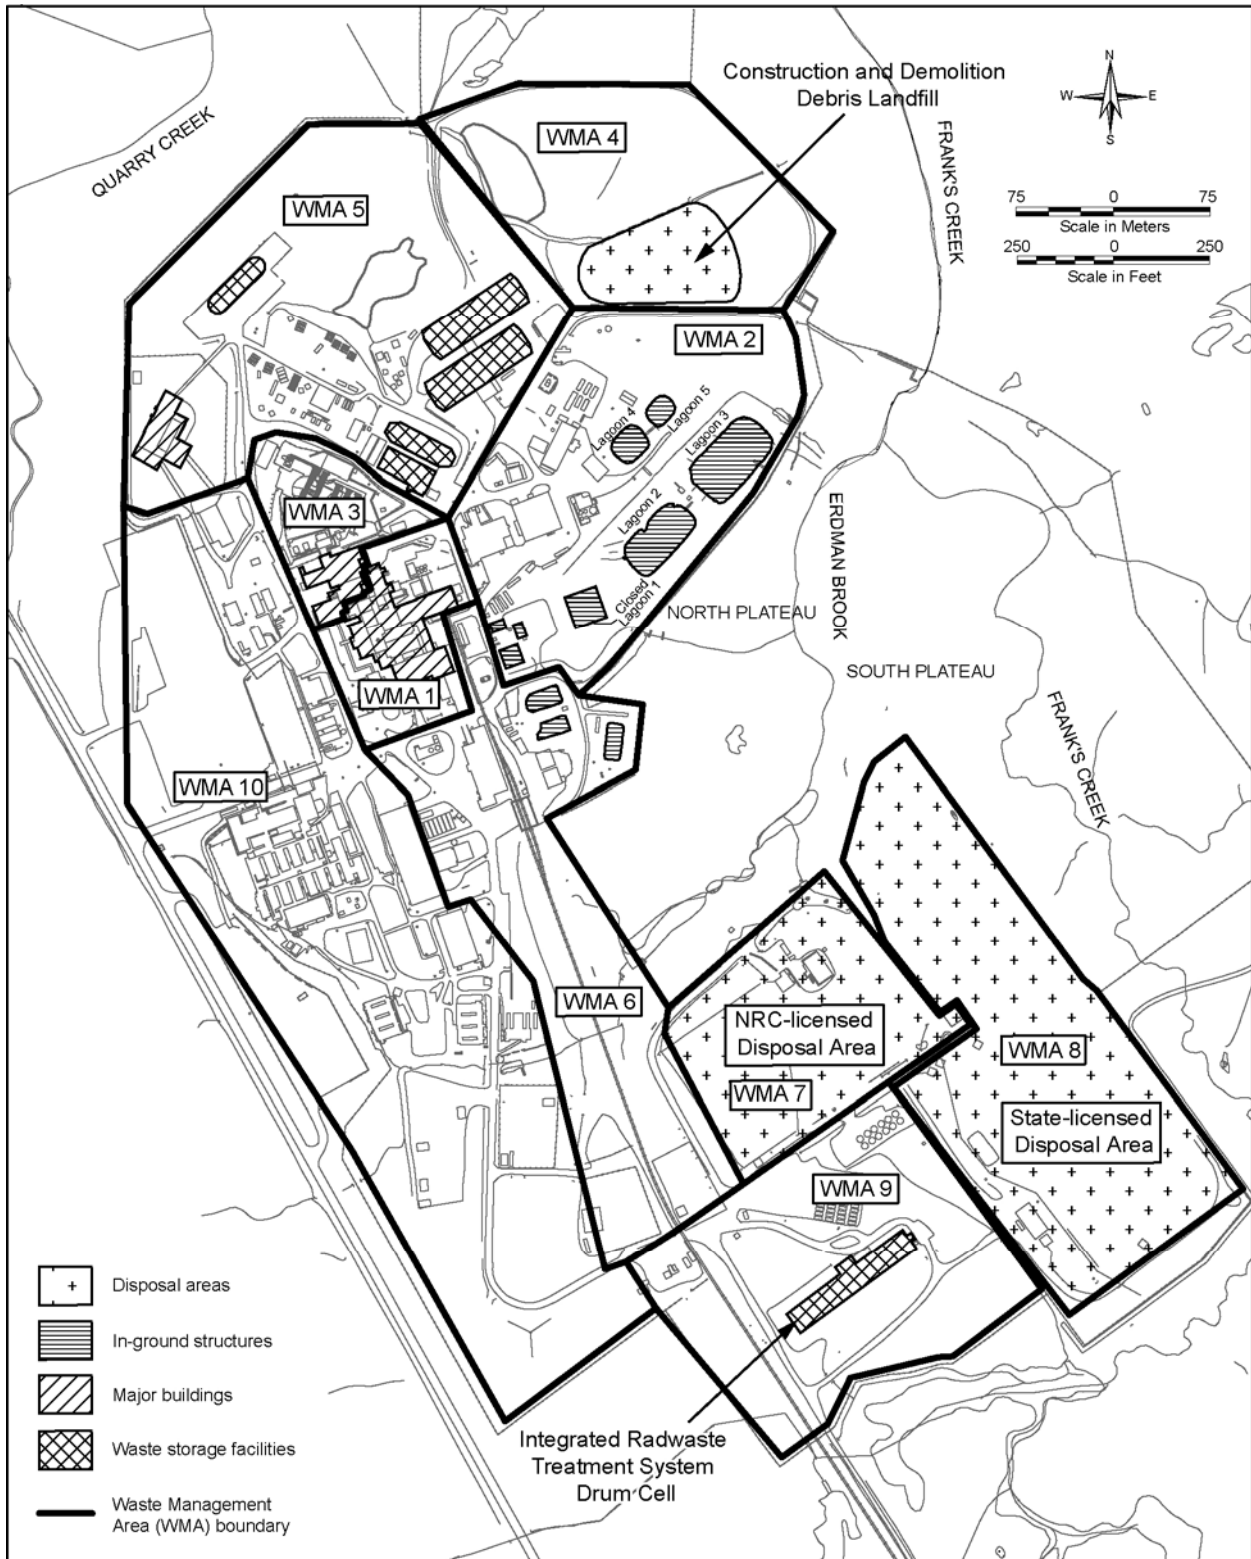 Construction and Demolition
Debris Landfill
N
W
E
S
QUARRY CREEK
WMA 4
FRANK'S CREEK
75
0
75
Scale in Meters
250
0
250
Scale in Feet
WMA 5
WMA 2
Lagoon 4
Lagoon 5
Lagoon 3
Lagoon 2
WMA 3
ERDMAN BROOK
Closed
Lagoon 1
NORTH PLATEAU
SOUTH PLATEAU
WMA 1
FRANK'S CREEK
WMA 10
WMA 6
NRC-licensed
Disposal Area
WMA 7
WMA 8
State-licensed
Disposal Area
WMA 9
Disposal areas
In-ground structures
Major buildings
Waste storage facilities
Waste Management
Area (WMA) boundary
Integrated Radwaste
Treatment System
Drum Cell